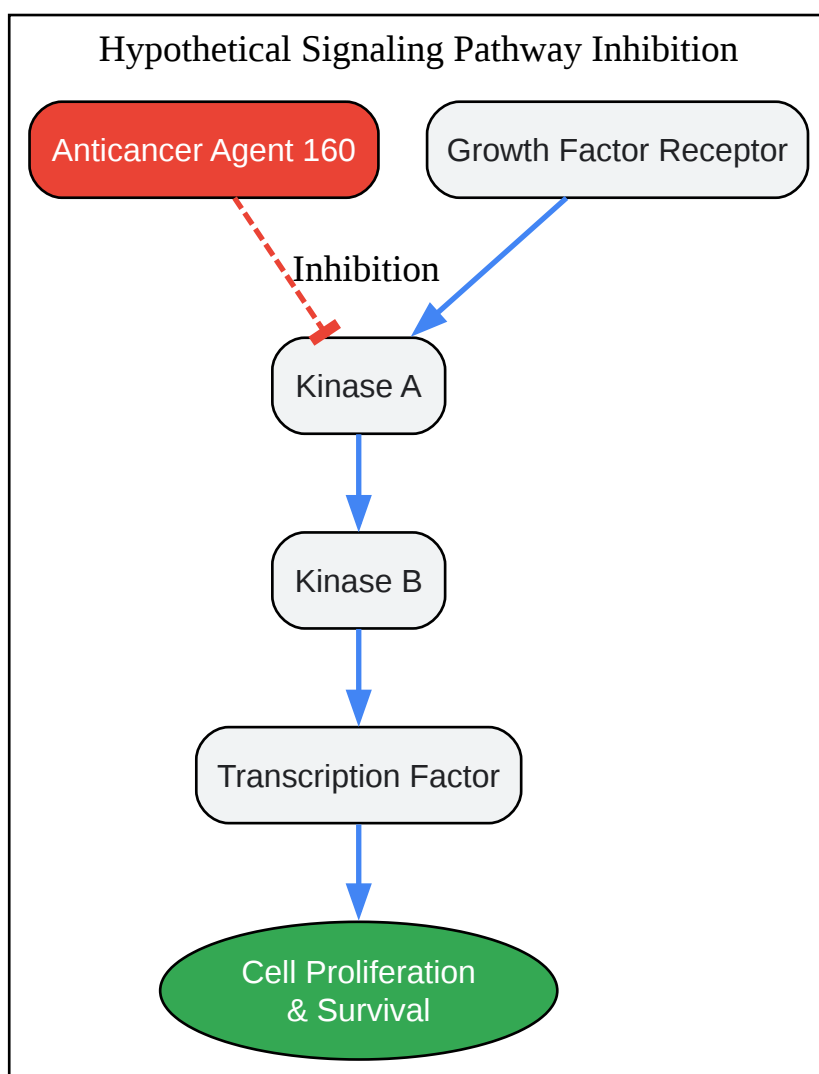 Hypothetical Signaling Pathway Inhibition
Anticancer Agent 160
Growth Factor Receptor
Inhibition
Kinase A
Kinase B
Transcription Factor
Cell Proliferation
& Survival